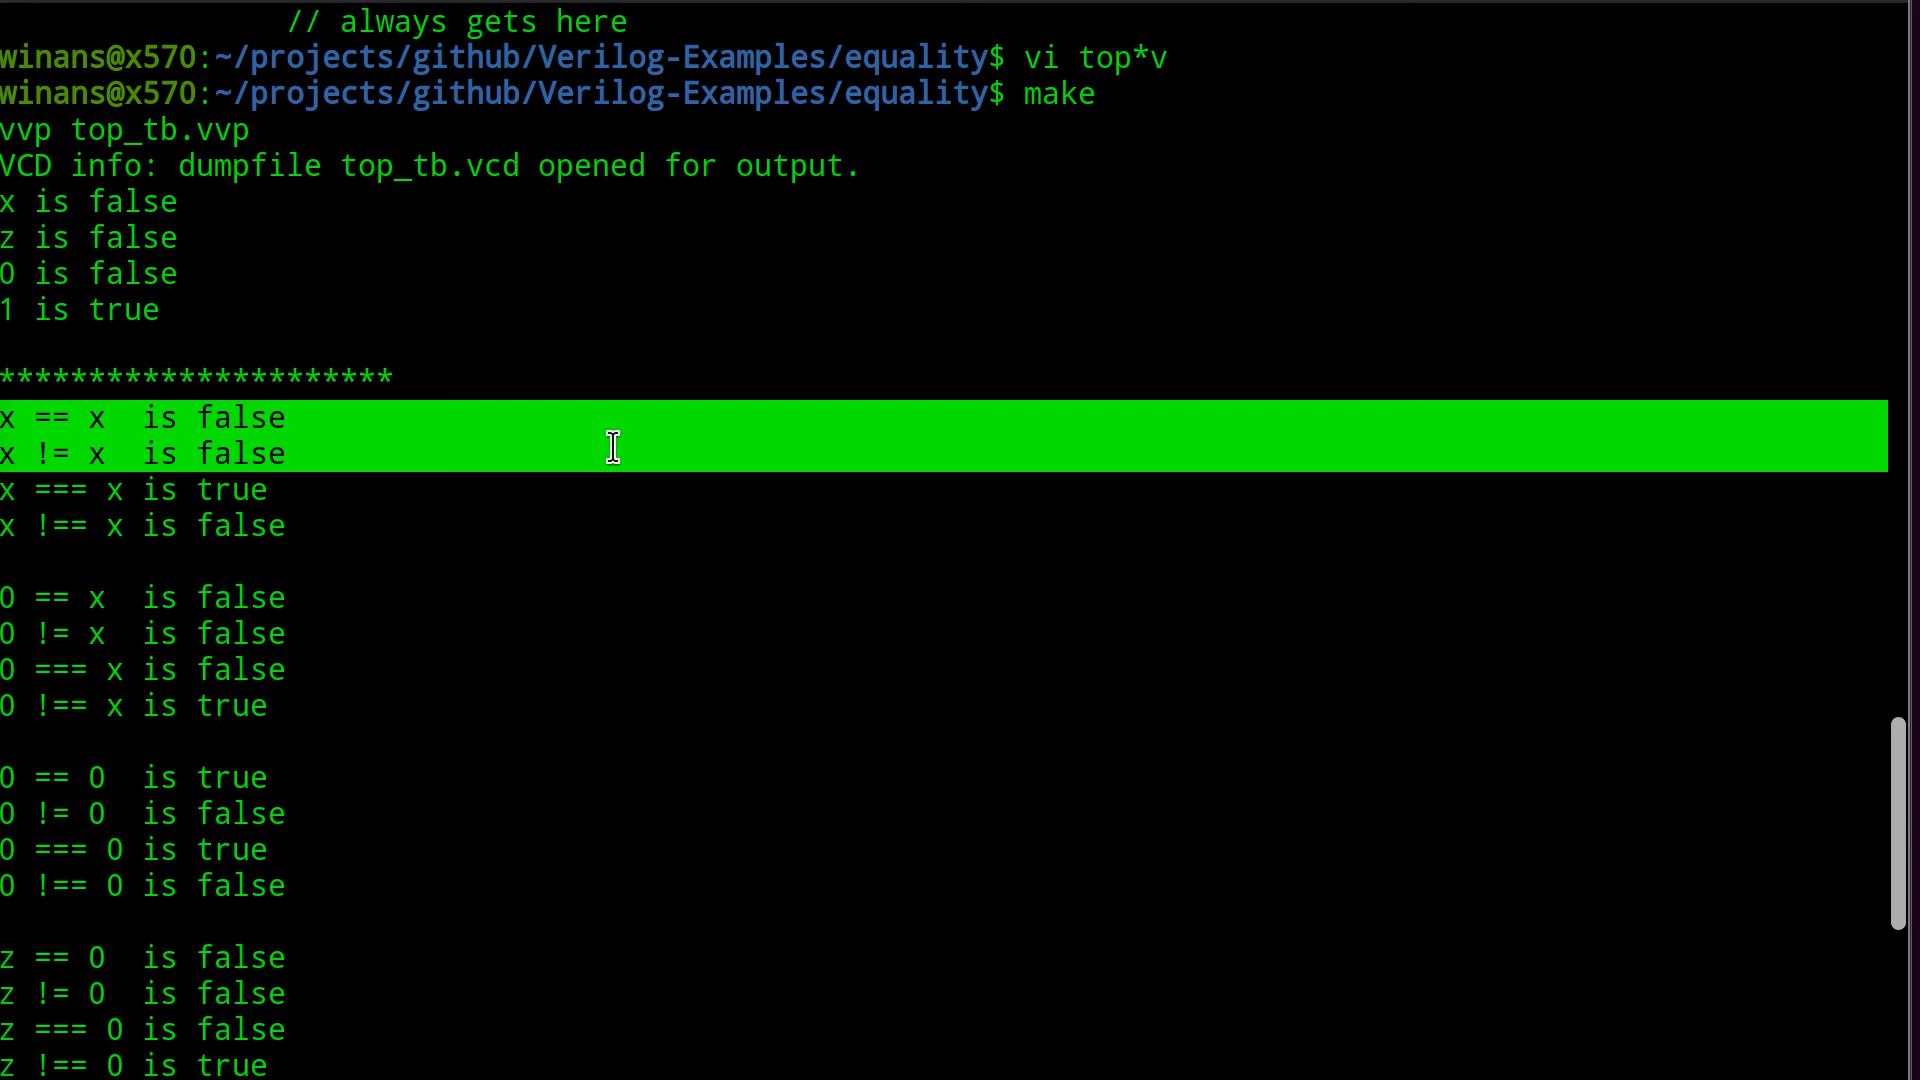 // always gets here
winans@x570:~/projects/github/Verilog-Examples/equality$ vi top*v
winans@x570:~/projects/github/Verilog-Examples/equality$ make
vvp top_tb.vvp
VCD info: dumpfile top_tb.vcd opened for output.
x is false
z is false
0 is false
1 is true
**********************
x == x  is false
x != x  is false
x === x is true
x !== x is false
0 == x  is false
0 != x  is false
0 === x is false
0 !== x is true
0 == 0  is true
0 != 0  is false
0 === 0 is true
0 !== 0 is false
z == 0  is false
z != 0  is false
z === 0 is false
z !== 0 is true